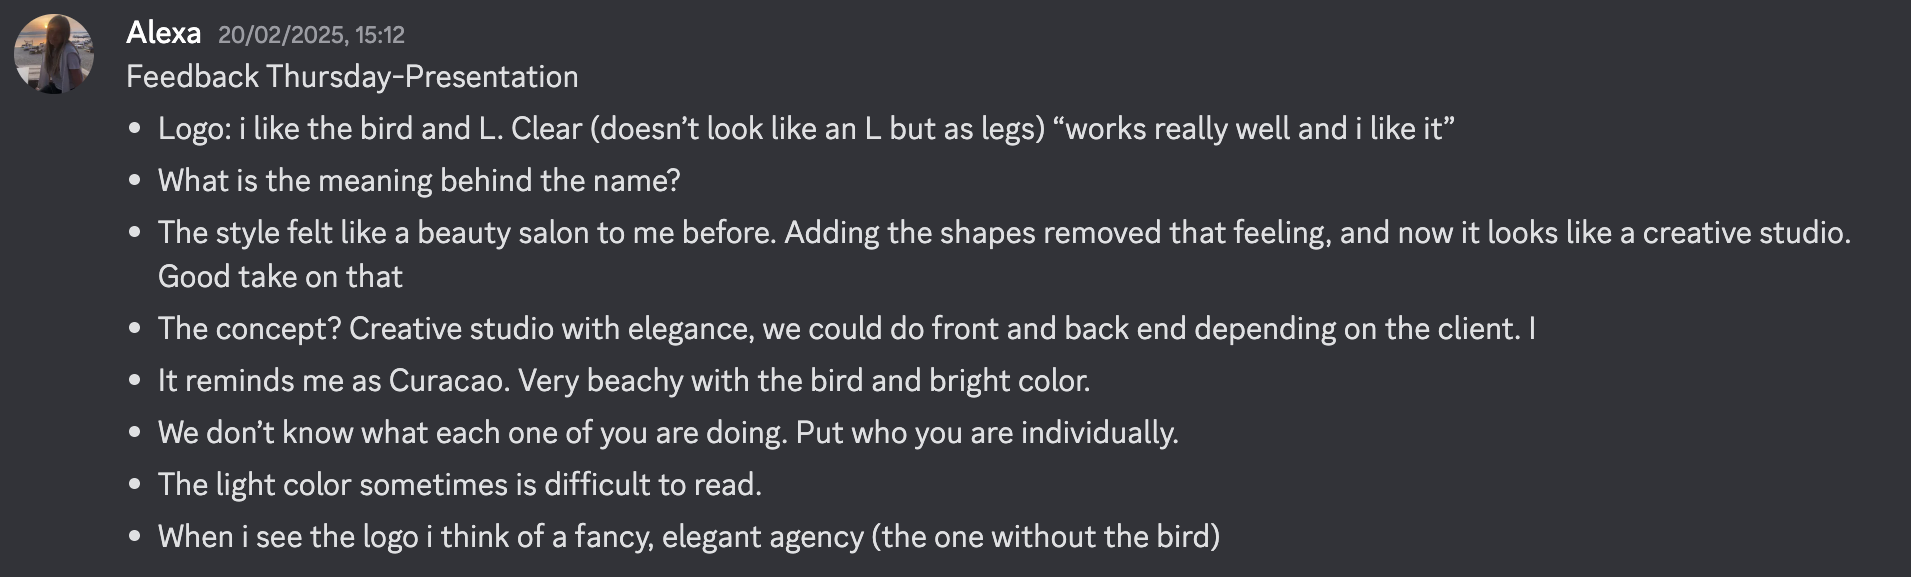 Alexa 20/02/2025, 15:12
Feedback Thursday-Presentation
• Logo: i like the bird and L. Clear (doesn’t look like an L but as legs) “works really well and i like it”
• What is the meaning behind the name?
• The style felt like a beauty salon to me before. Adding the shapes removed that feeling, and now it looks like a creative studio.
Good take on that
• The concept? Creative studio with elegance, we could do front and back end depending on the client. I
• It reminds me as Curacao. Very beachy with the bird and bright color.
• We don’t know what each one of you are doing. Put who you are individually.
• The light color sometimes is difficult to read.
• When i see the logo i think of a fancy, elegant agency (the one without the bird)